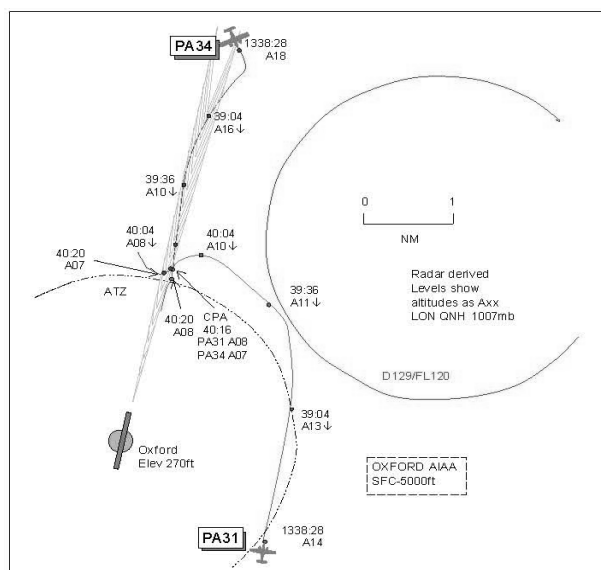 PA34
1338:28
A18
39:04
A16↓
39:36
A10↓
0 1
NM
40:04
A08↓
40:04
A10↓
40:20
A07
Radar derived
Levels show
altitudes as Axx
LON QNH 1007mb
39:36
A11↓
ATZ
40:20
A08
CPA
40:16
PA31 A08
PA34 A07
D129/FL120
39:04
A13↓
Oxford
Elev 270ft
OXFORD AIAA
SFC-5000ft
PA31
1338:28
A14